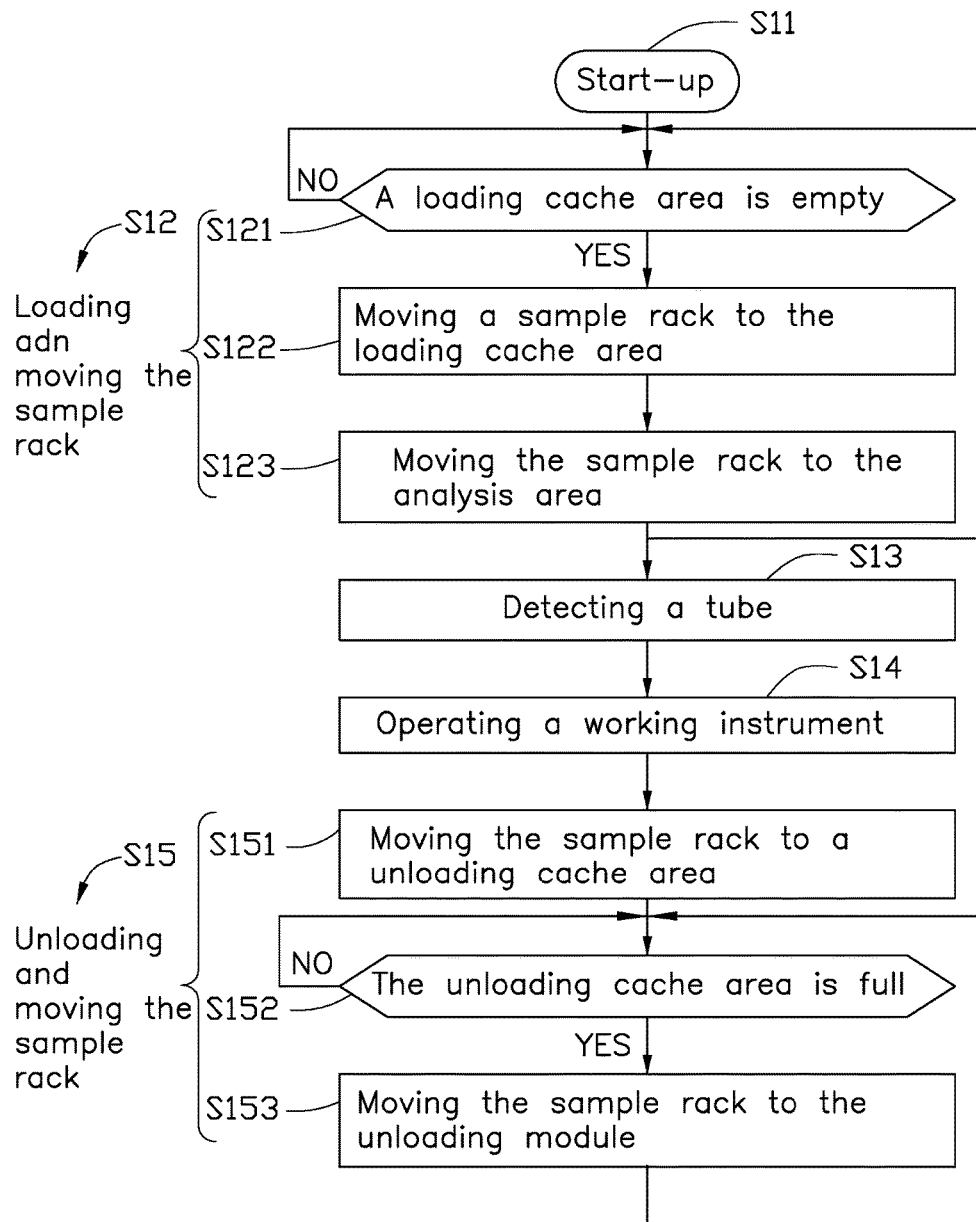 S11
Start-up
NO
A loading cache area is empty
S12
S121
YES
Loading
adn
moving the
sample
rack
S122
Moving a sample rack to the
loading cache area
S123
Moving the sample rack to the
analysis area
S13
Detecting a tube
S14
Operating a working instrument
S15
S151
Moving the sample rack to a
unloading cache area
Unloading
and
moving the
sample
rack
NO
The unloading cache area is full
S152
YES
S153
Moving the sample rack to the
unloading module